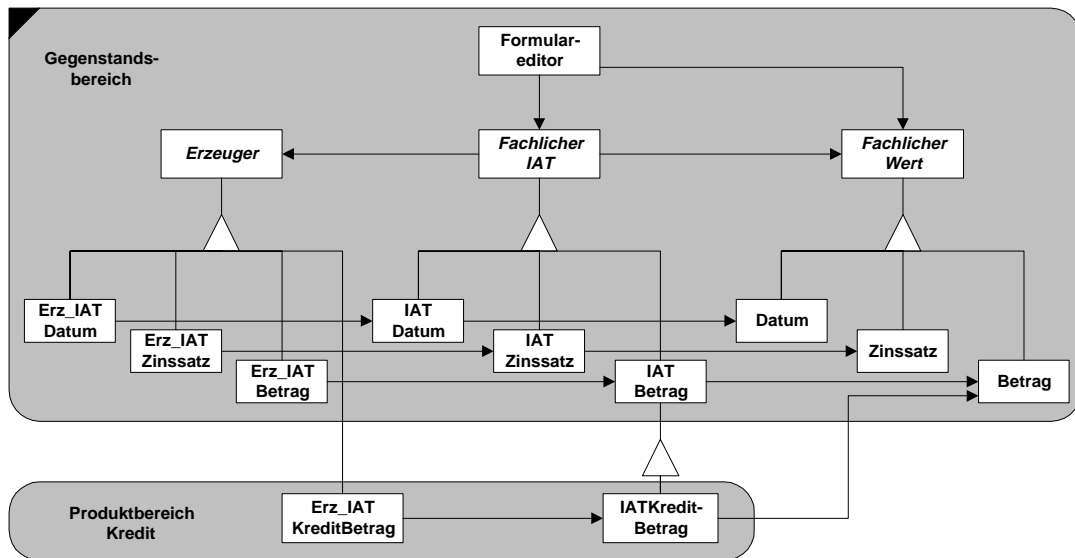 Formular-
editor
Gegenstands-
bereich
Erzeuger
Fachlicher
IAT
Fachlicher
Wert
Erz_IAT
Datum
IAT
Datum
Datum
Erz_IAT
Zinssatz
IAT
Zinssatz
Zinssatz
Erz_IAT
Betrag
IAT
Betrag
Betrag
Produktbereich
Kredit
Erz_IAT
KreditBetrag
IATKredit-
Betrag